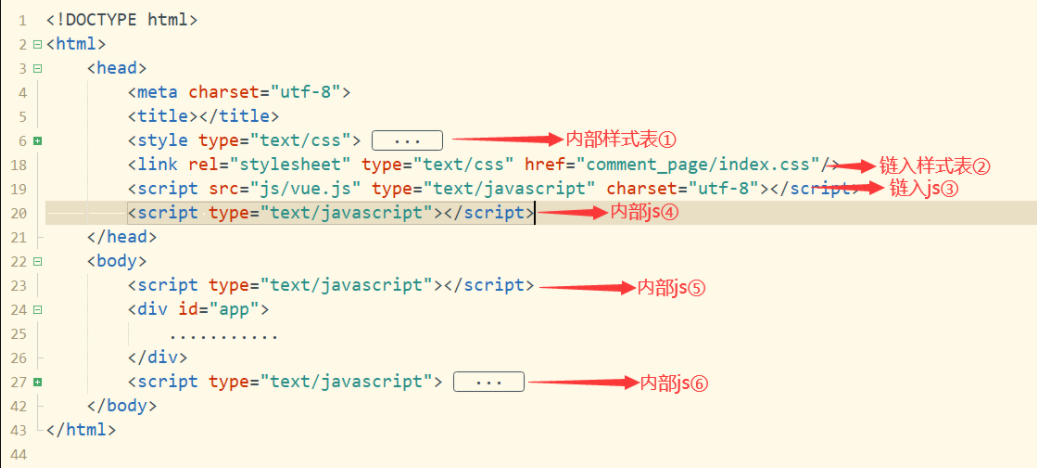 1 <!DOCTYPE html>
2 <html>
3 <head>
4 <meta charset="utf-8">
5 <title></title>
6 <style type="text/css"> ... 内部样式表①
18 <link rel="stylesheet" type="text/css" href="comment_page/index.css"/> 链入样式表②
19 <script src="js/vue.js" type="text/javascript" charset="utf-8"></script> 链入js③
20 <script type="text/javascript"></script> 内部js④
21 </head>
22 <body>
23 <script type="text/javascript"></script> 内部js⑤
24 <div id="app">
25 ...........
26 </div>
27 <script type="text/javascript"> ... 内部js⑥
42 </body>
43 </html>
44